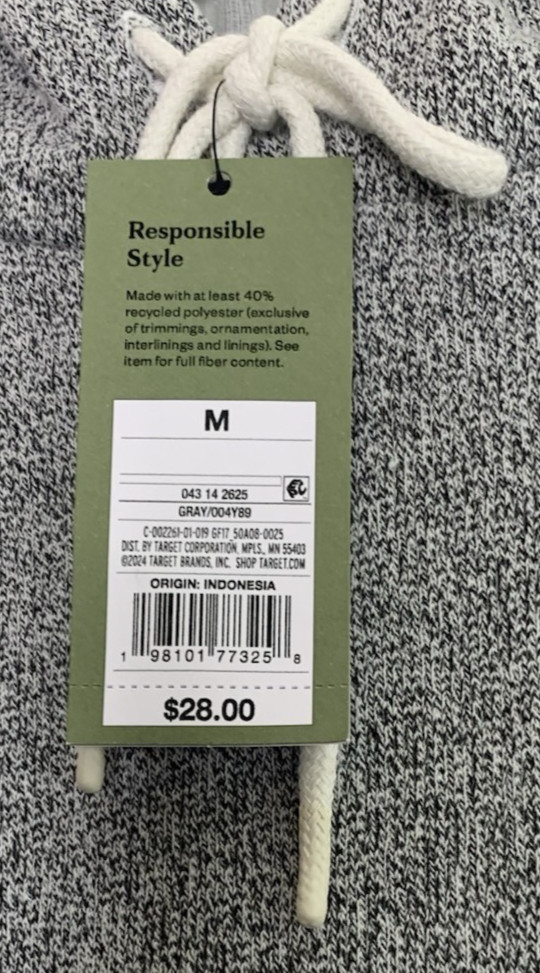 Responsible
Style
Made with at least 40%
recycled polyester (exclusive
of trimmings, ornamentation,
interlinings and linings). See
item for full fiber content.
M
043 14 2625
GRAY/004Y89
C-002261-01-019 GF17_50A08-0025
DIST. BY TARGET CORPORATION, MPLS., MN 55403
©2024 TARGET BRANDS, INC. SHOP TARGET.COM
ORIGIN: INDONESIA
1 98101 77325 8
$28.00